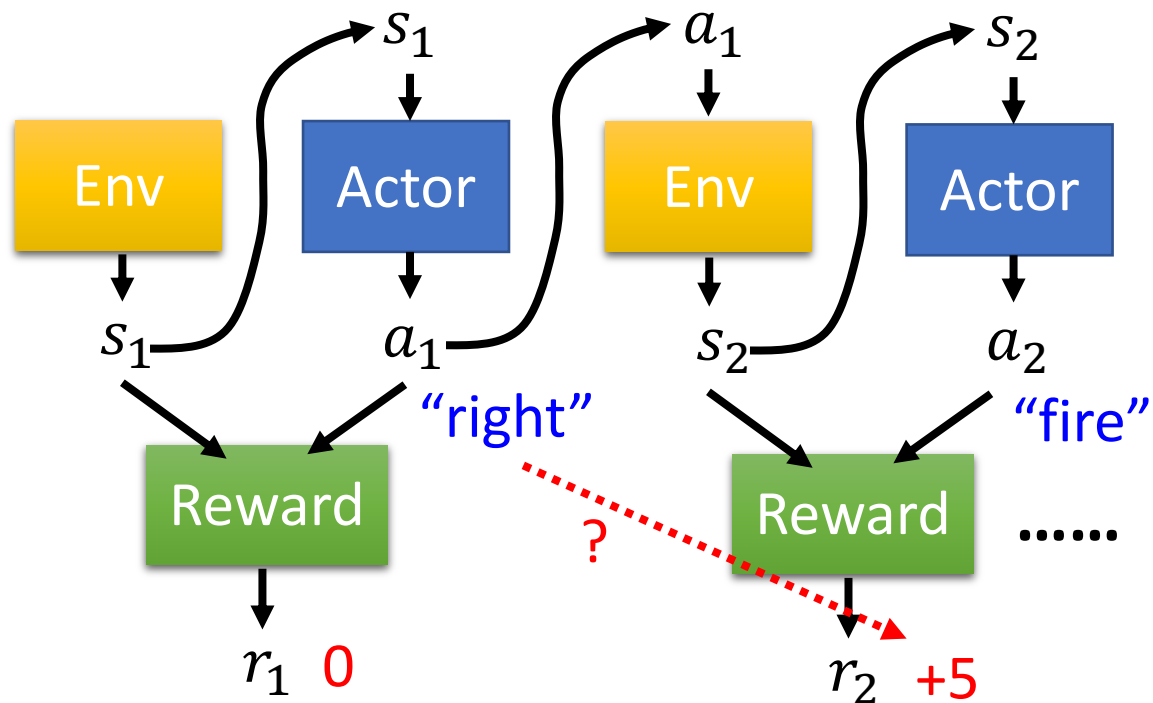 s₁ a₁ s₂
Env Actor Env Actor
s₁ a₁ s₂ a₂
“right” “fire”
Reward Reward .......
?
r₁ 0 r₂ +5